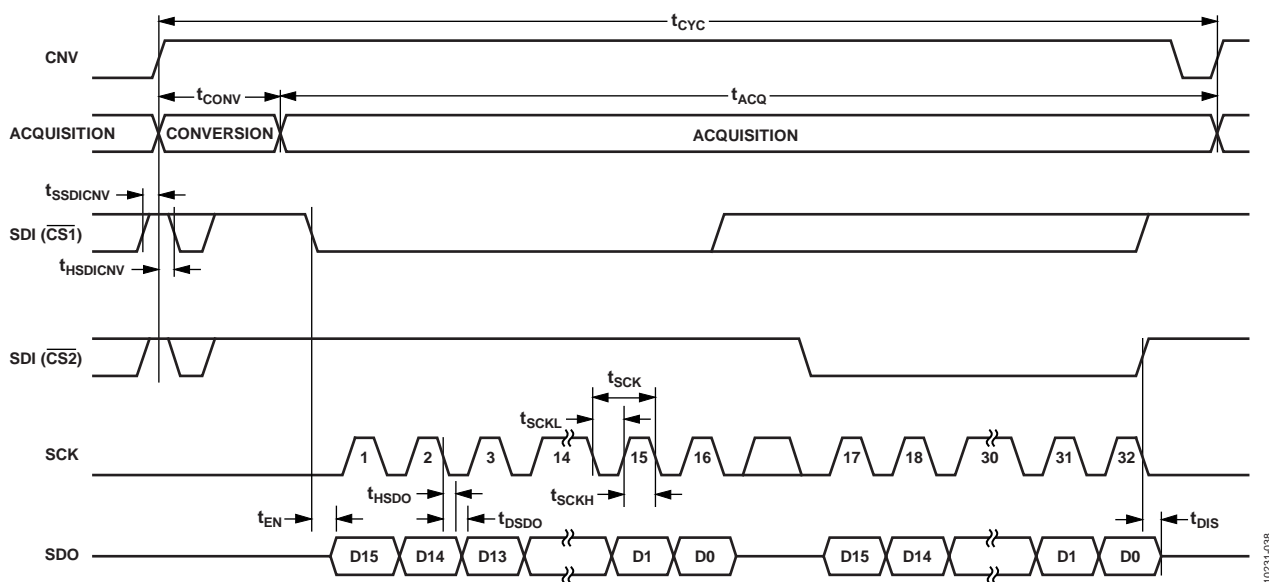 tCYC
CNV
tCONV
tACQ
ACQUISITION CONVERSION ACQUISITION
tSSDICNV
SDI (CS1)
tHSDICNV
SDI (CS2)
tSCK
tSCKL
SCK 1 2 3 14 15 16 17 18 30 31 32
tHSDO
tSCKH
tEN
tDSDO
tDIS
SDO D15 D14 D13 D1 D0 D15 D14 D1 D0